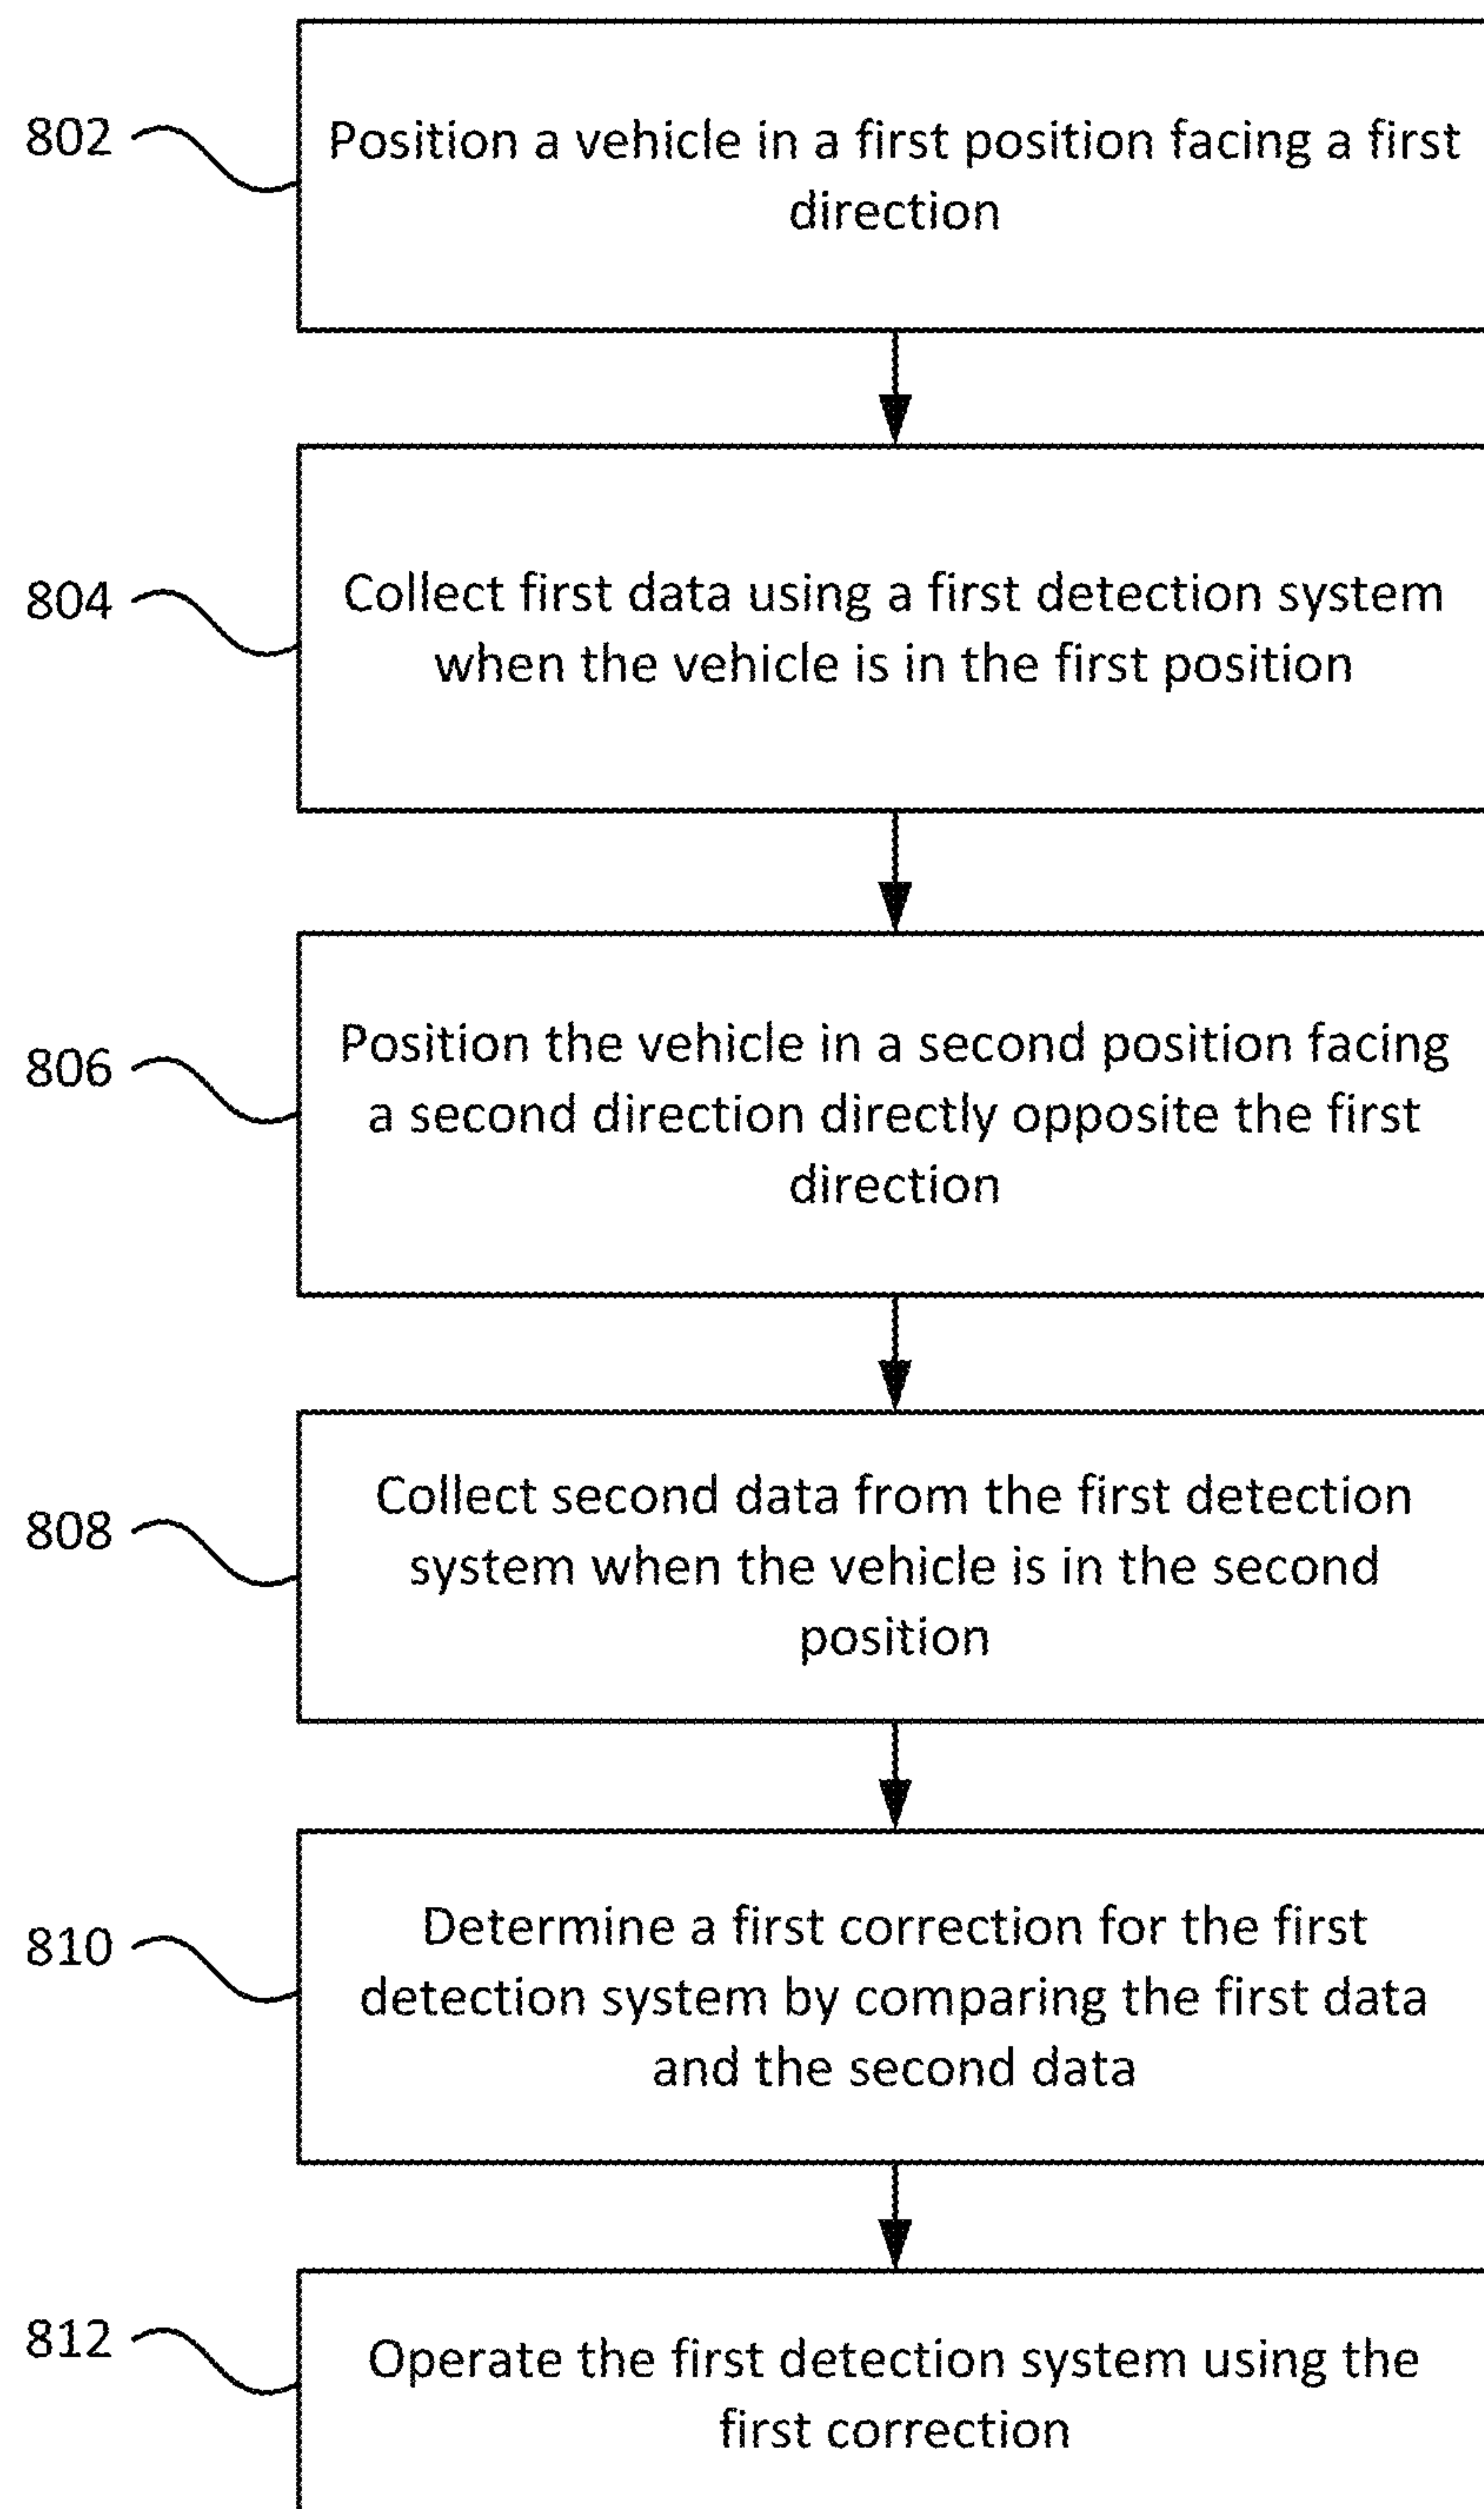 802
Position a vehicle in a first position facing a first
direction
804
Collect first data using a first detection system
when the vehicle is in the first position
806
Position the vehicle in a second position facing
a second direction directly opposite the first
direction
808
Collect second data from the first detection
system when the vehicle is in the second
position
810
Determine a first correction for the first
detection system by comparing the first data
and the second data
812
Operate the first detection system using the
first correction